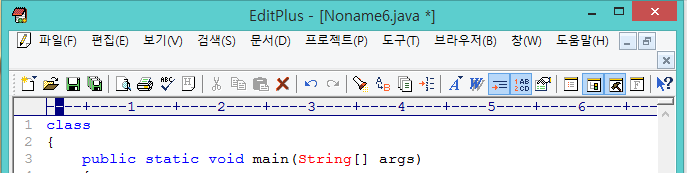 EditPlus - [Noname6.java *]
파일(F) 편집(E) 보기(V) 검색(S) 문서(D) 프로젝트(P) 도구(T) 브라우저(B) 창(W) 도움말(H)
----+----1----+----2----+----3----+----4----+----5----+----6----+---
1 class
2 {
3 public static void main(String[] args)
4 {